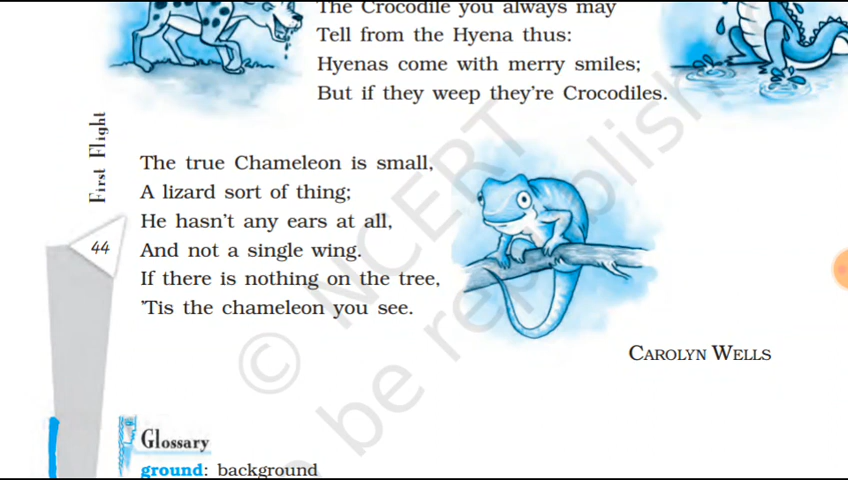 The Crocodile you always may
Tell from the Hyena thus:
Hyenas come with merry smiles;
But if they weep they're Crocodiles.
First Flight
44
The true Chameleon is small,
A lizard sort of thing;
He hasn't any ears at all,
And not a single wing.
If there is nothing on the tree,
'Tis the chameleon you see.
CAROLYN WELLS
© NCERT
be republish
Glossary
ground: background